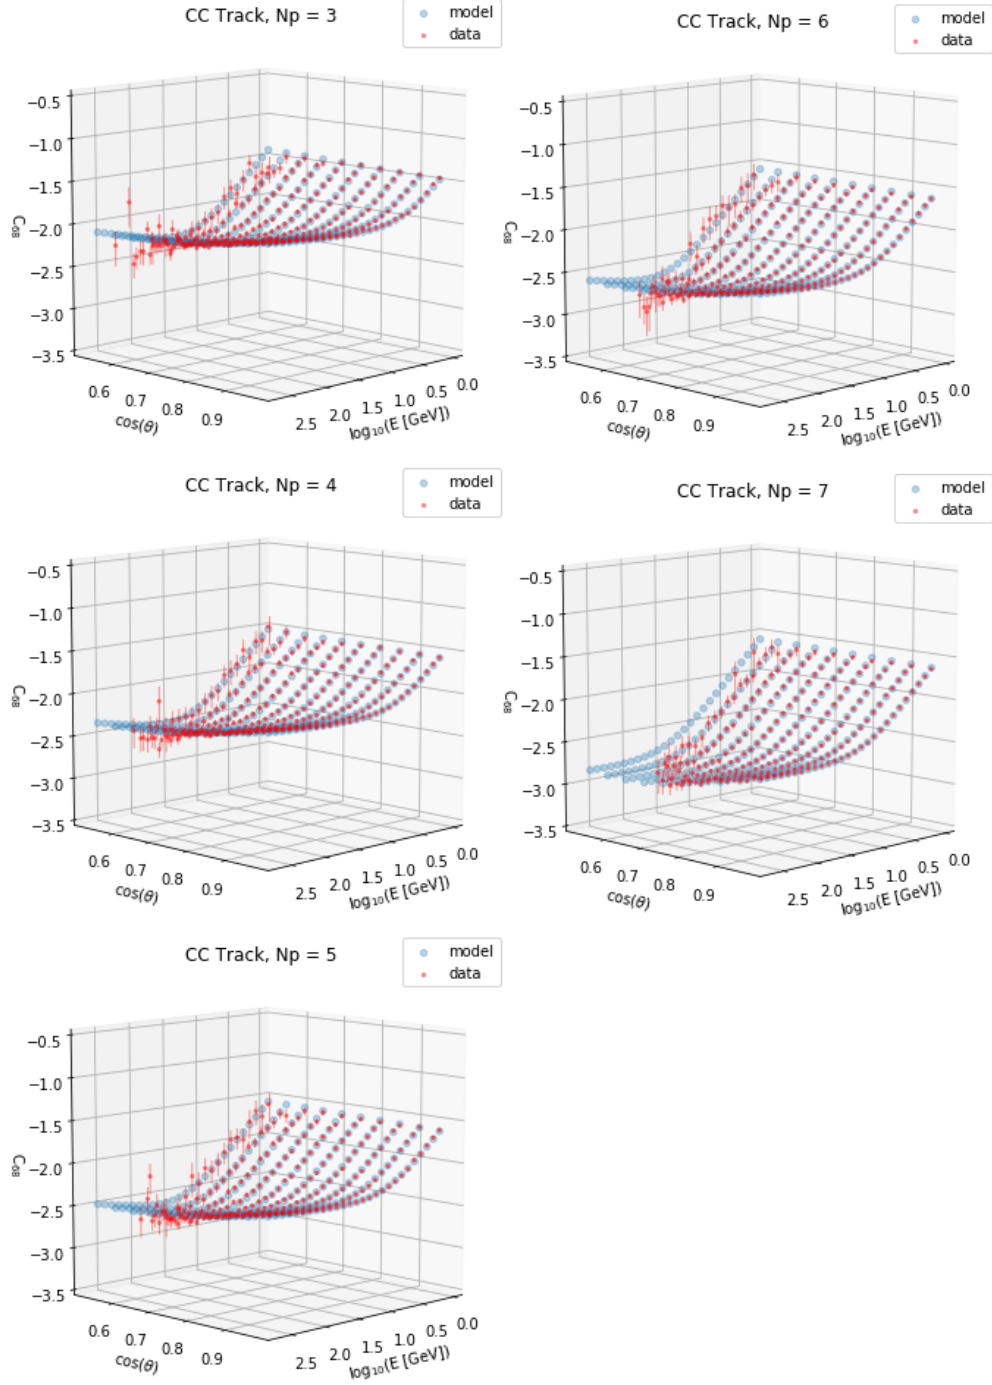 CC Track, Np = 3
model
data
−0.5
−1.0
−1.5
−2.0
−2.5
−3.0
−3.5
C68
0.6
0.7
0.8
0.9
cos(θ)
2.5
2.0
1.5
1.0
0.5
0.0
log10(E [GeV])
CC Track, Np = 6
model
data
−0.5
−1.0
−1.5
−2.0
−2.5
−3.0
−3.5
C68
0.6
0.7
0.8
0.9
cos(θ)
2.5
2.0
1.5
1.0
0.5
0.0
log10(E [GeV])
CC Track, Np = 4
model
data
−0.5
−1.0
−1.5
−2.0
−2.5
−3.0
−3.5
C68
0.6
0.7
0.8
0.9
cos(θ)
2.5
2.0
1.5
1.0
0.5
0.0
log10(E [GeV])
CC Track, Np = 7
model
data
−0.5
−1.0
−1.5
−2.0
−2.5
−3.0
−3.5
C68
0.6
0.7
0.8
0.9
cos(θ)
2.5
2.0
1.5
1.0
0.5
0.0
log10(E [GeV])
CC Track, Np = 5
model
data
−0.5
−1.0
−1.5
−2.0
−2.5
−3.0
−3.5
C68
0.6
0.7
0.8
0.9
cos(θ)
2.5
2.0
1.5
1.0
0.5
0.0
log10(E [GeV])